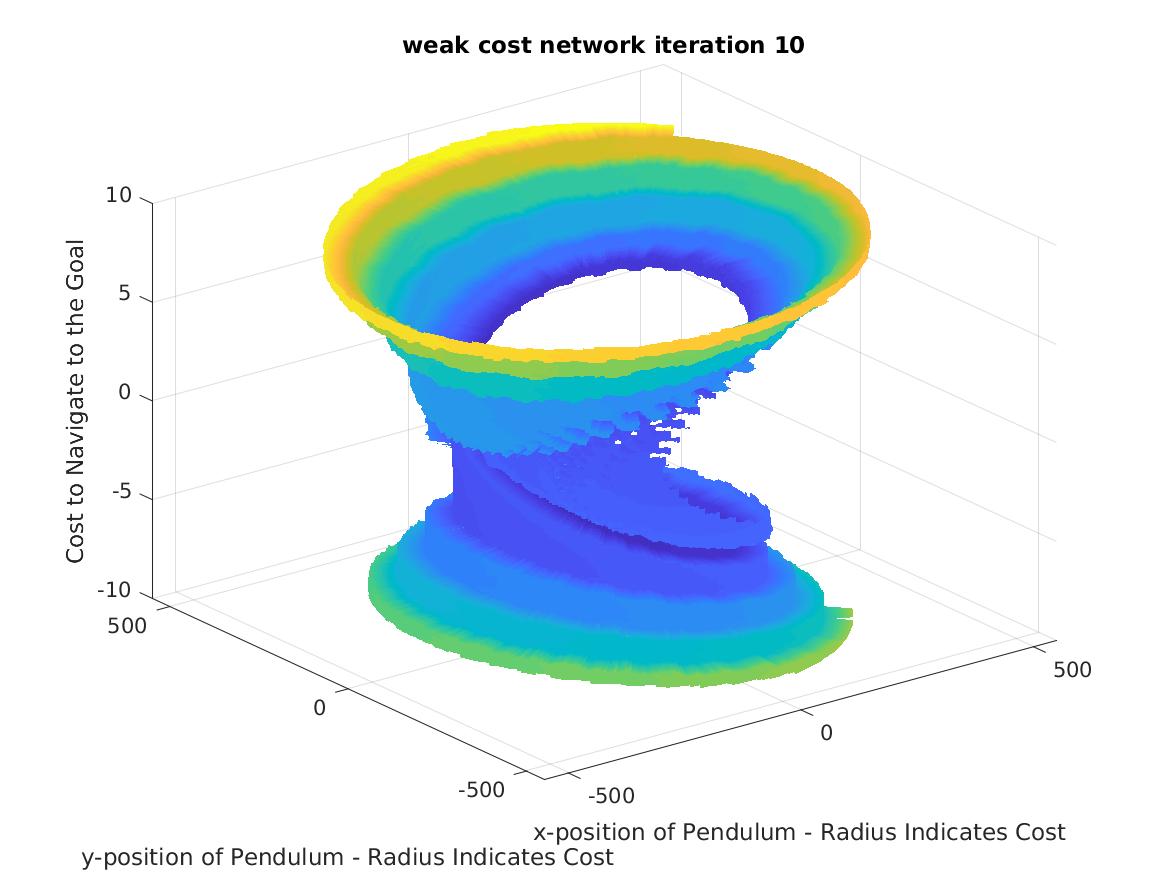 weak cost network iteration 10
10
5
0
-5
-10
Cost to Navigate to the Goal
500
0
-500
500
0
-500
x-position of Pendulum - Radius Indicates Cost
y-position of Pendulum - Radius Indicates Cost